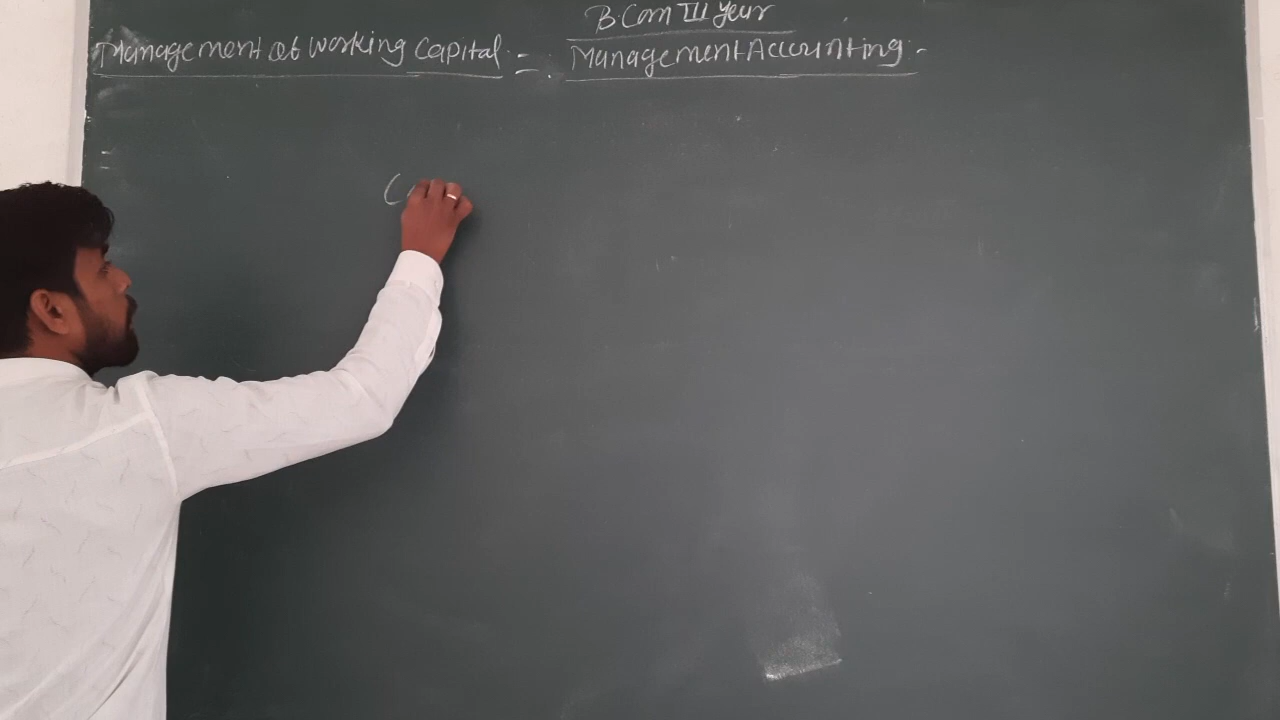 B.Com III Year
Management of Working Capital :- Management Accounting :-
C